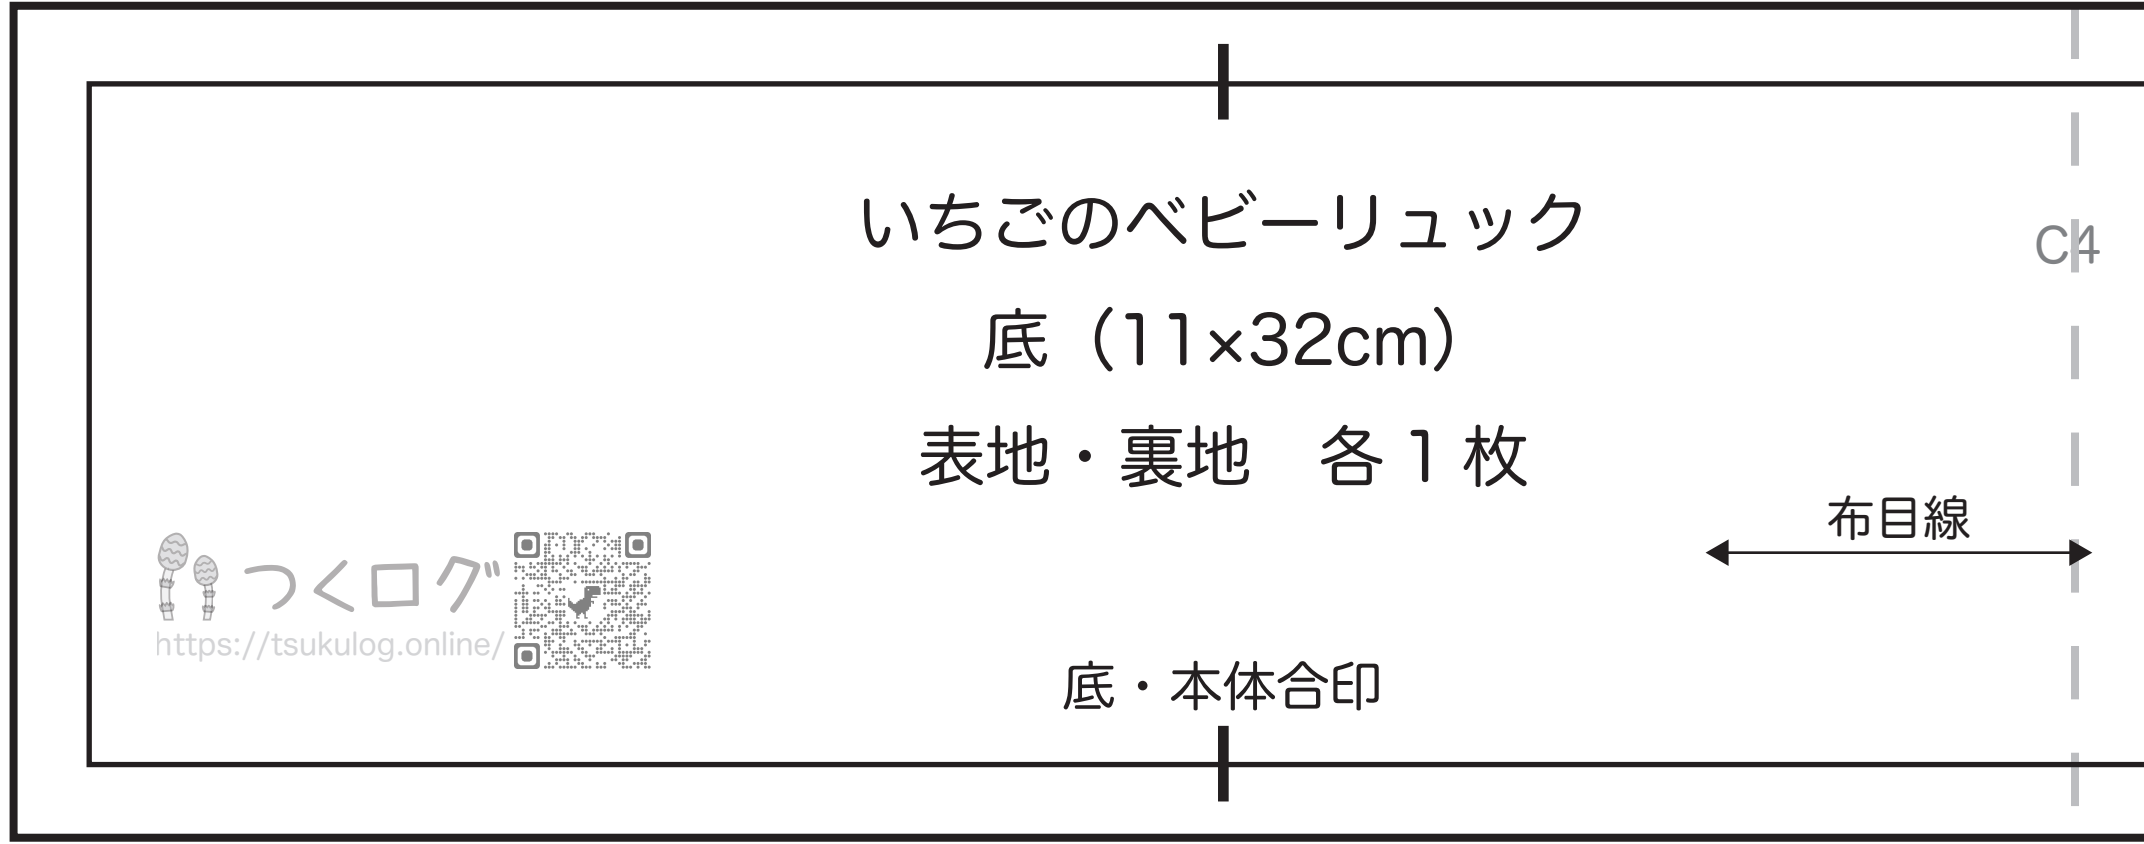 いちごのベビーリュック
C4
底（11×32cm）
表地・裏地　各1枚
布目線
つくログ
https://tsukulog.online/
底・本体合印